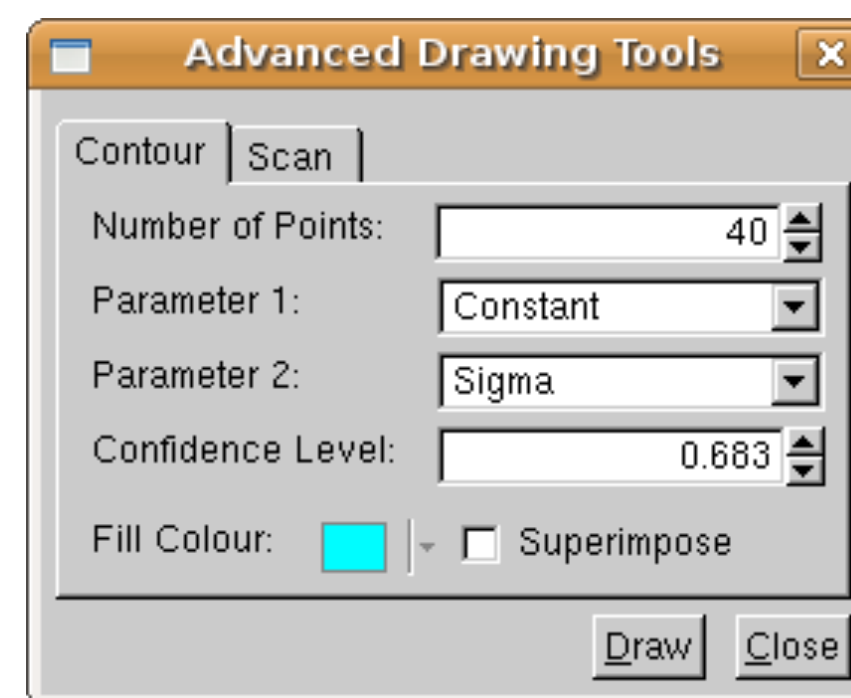 Advanced Drawing Tools
Contour Scan
Number of Points: 40
Parameter 1: Constant
Parameter 2: Sigma
Confidence Level: 0.683
Fill Colour: Superimpose
Draw Close